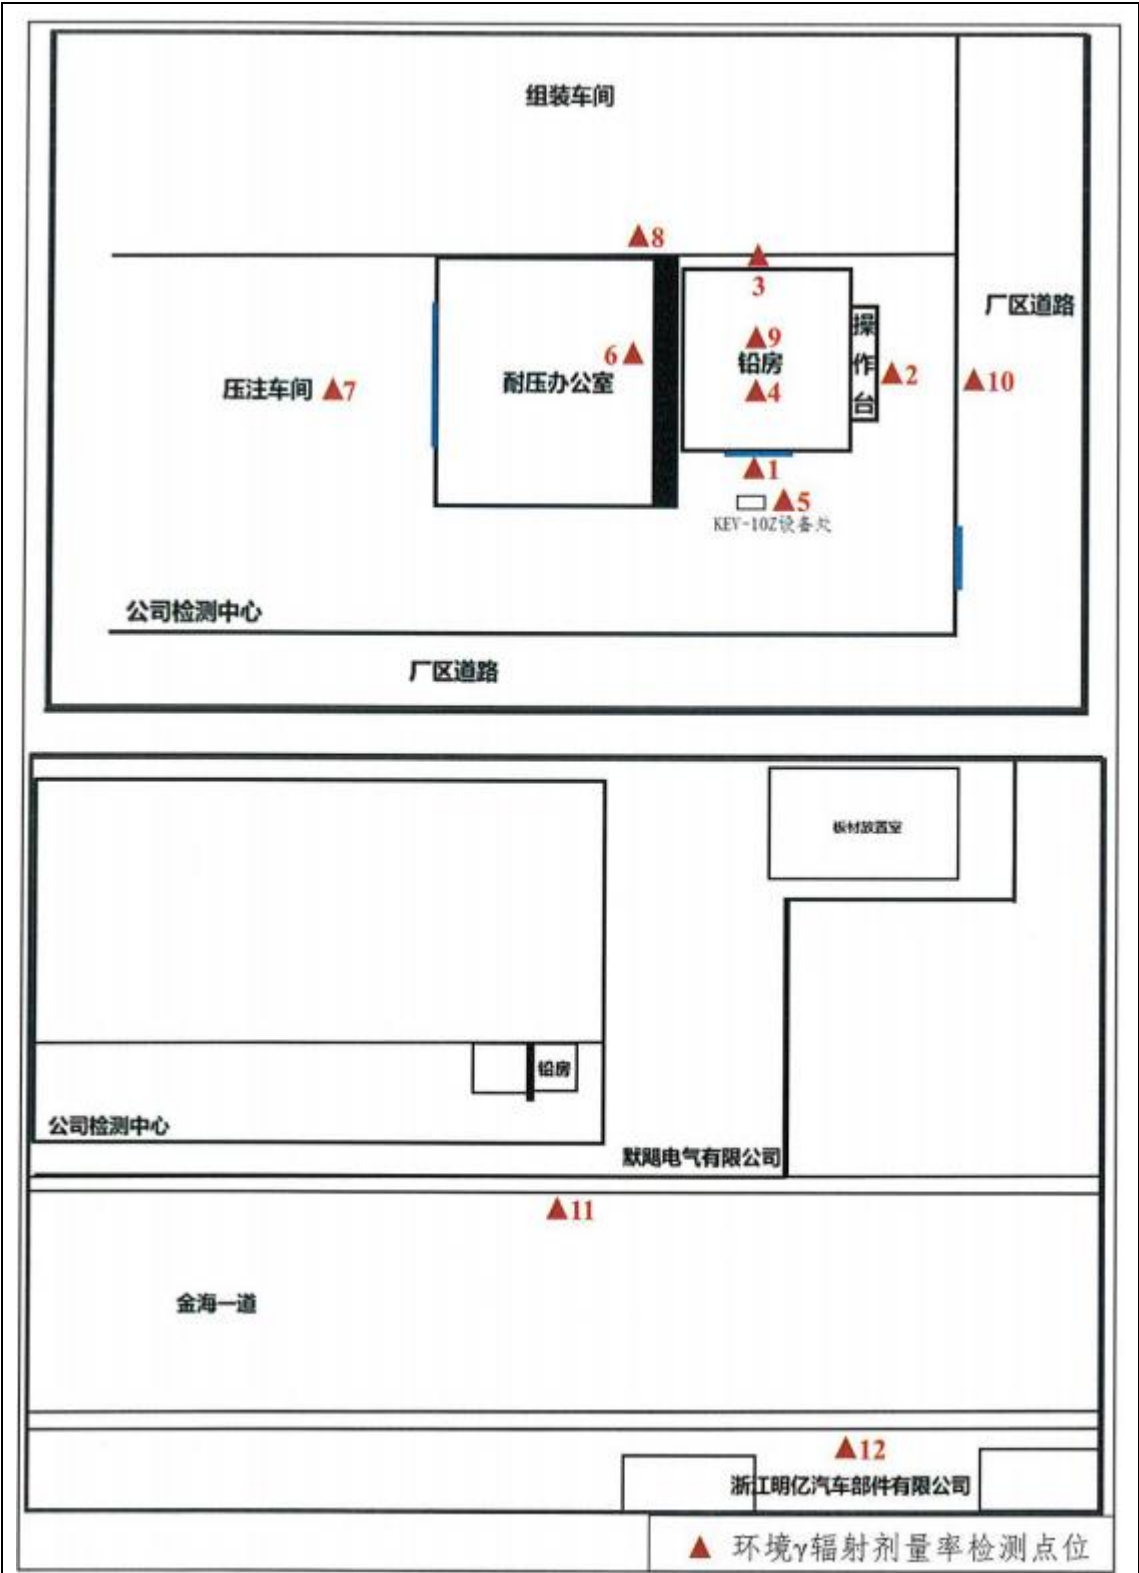 组装车间
▲8
▲
3
厂区道路
▲9
铅房
▲4
操
作
台
▲2
▲10
6▲
耐压办公室
压注车间 ▲7
▲1
▲5
KEV-10Z设备处
公司检测中心
厂区道路
板材放置室
铅房
公司检测中心
默飓电气有限公司
▲11
金海一道
▲12
浙江明亿汽车部件有限公司
▲ 环境γ辐射剂量率检测点位